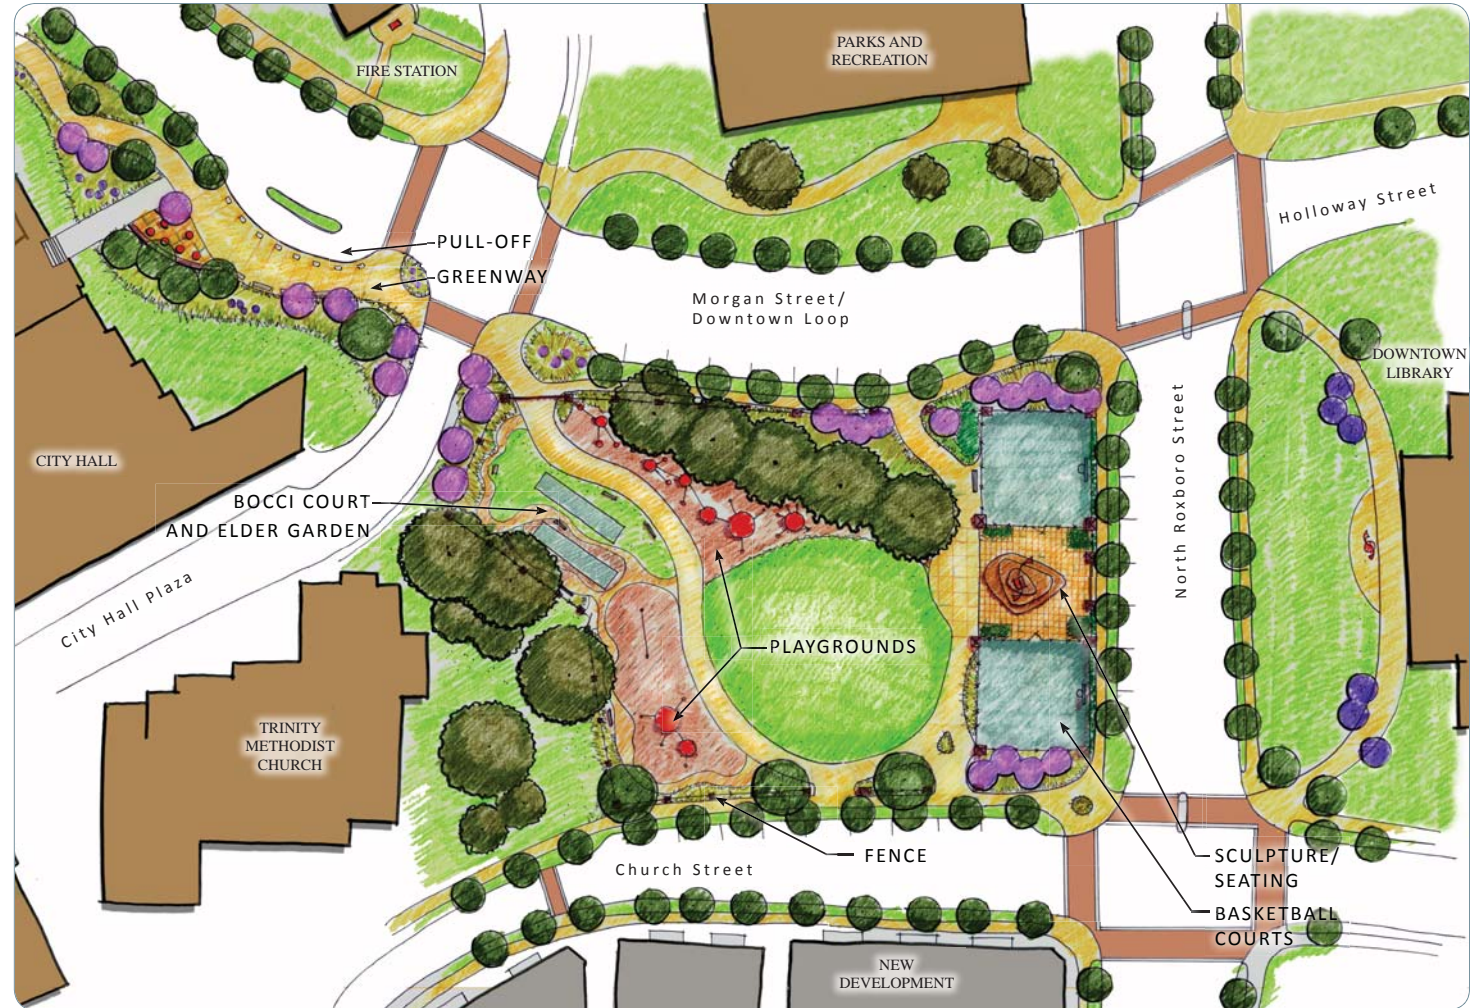 FIRE STATION
PARKS AND
RECREATION
Holloway Street
PULL-OFF
GREENWAY
Morgan Street/
Downtown Loop
DOWNTOWN
LIBRARY
North Roxboro Street
CITY HALL
BOCCI COURT
AND ELDER GARDEN
City Hall Plaza
PLAYGROUNDS
TRINITY
METHODIST
CHURCH
FENCE
Church Street
SCULPTURE/
SEATING
BASKETBALL
COURTS
NEW
DEVELOPMENT